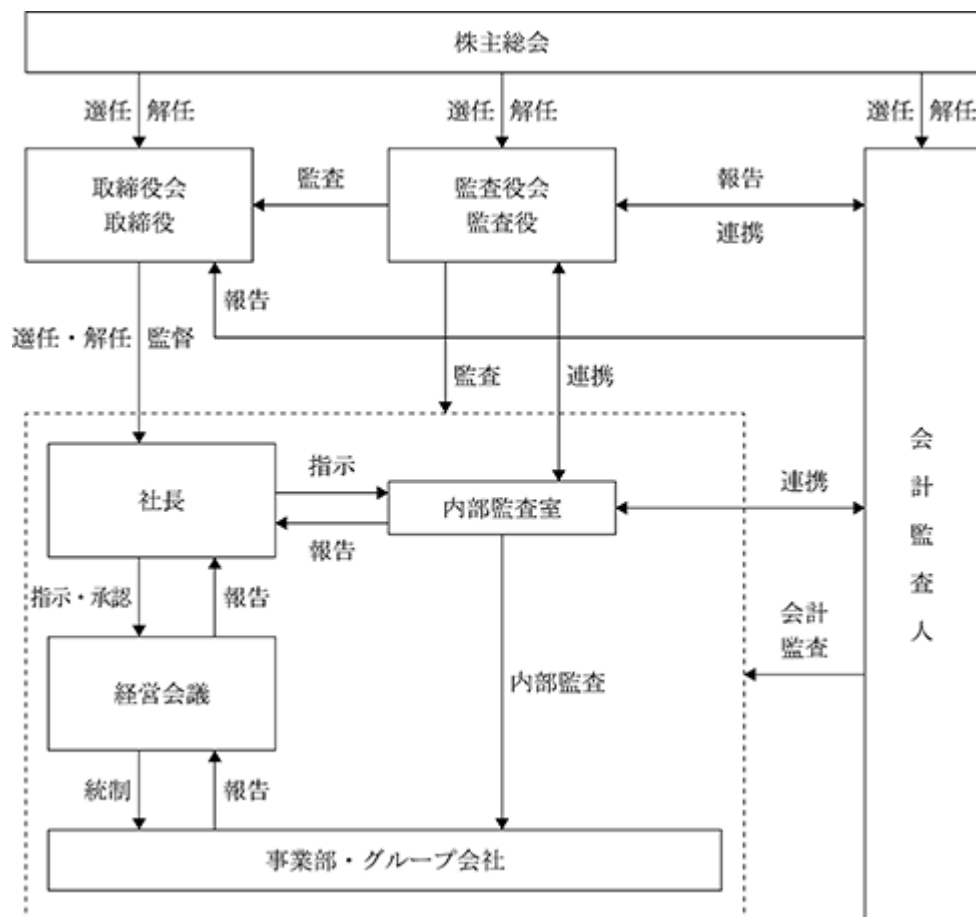 株主総会
選任 解任
選任 解任
選任 解任
取締役会
取締役
監査
監査役会
監査役
報告
連携
報告
選任・解任 監督
監査
連携
社長
指示
報告
内部監査室
連携
会計監査人
指示・承認
報告
会計
監査
経営会議
内部監査
統制
報告
事業部・グループ会社